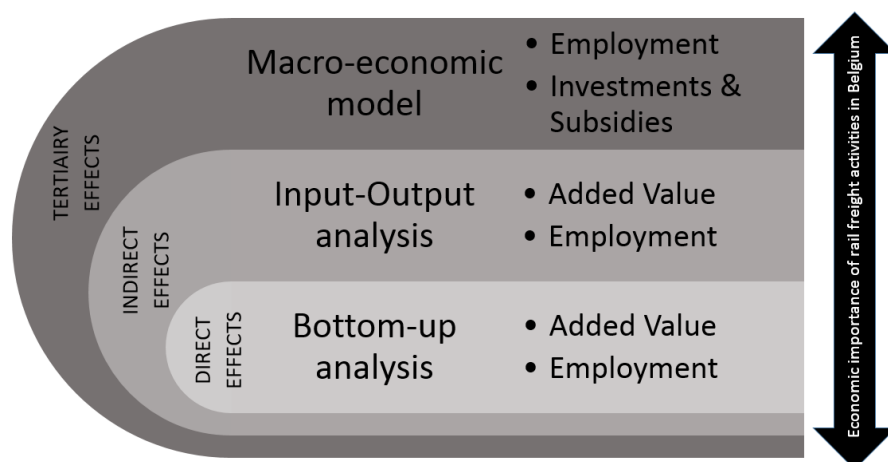 Macro-economic
model
• Employment
• Investments &
Subsidies
TERTIAIRY
EFFECTS
Input-Output
analysis
• Added Value
• Employment
INDIRECT
EFFECTS
Bottom-up
analysis
• Added Value
• Employment
DIRECT
EFFECTS
Economic importance of rail freight activities in Belgium